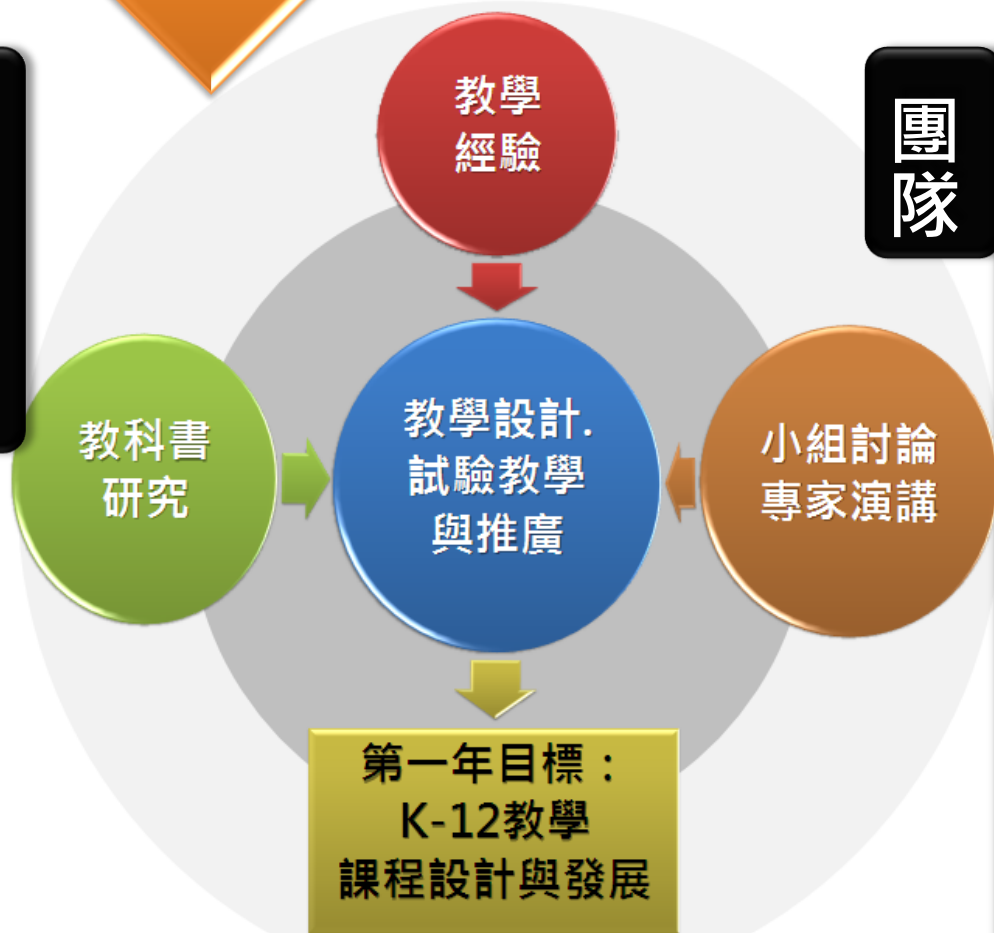 教學
經驗
團
隊
教科書
研究
教學設計.
試驗教學
與推廣
小組討論
專家演講
第一年目標：
K-12教學
課程設計與發展